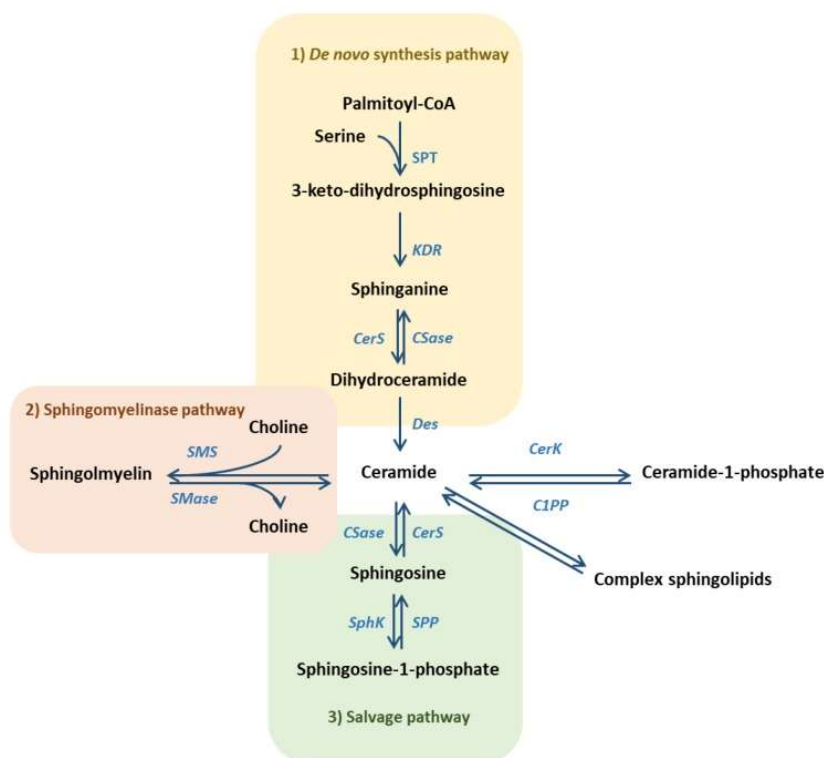 1) De novo synthesis pathway
Palmitoyl-CoA
Serine
SPT
3-keto-dihydrosphingosine
KDR
Sphinganine
CerS
CSase
Dihydroceramide
2) Sphingomyelinase pathway
Des
Choline
SMS
CerK
Sphingolmyelin
Ceramide
Ceramide-1-phosphate
SMase
C1PP
Choline
CSase
CerS
Sphingosine
Complex sphingolipids
SphK
SPP
Sphingosine-1-phosphate
3) Salvage pathway